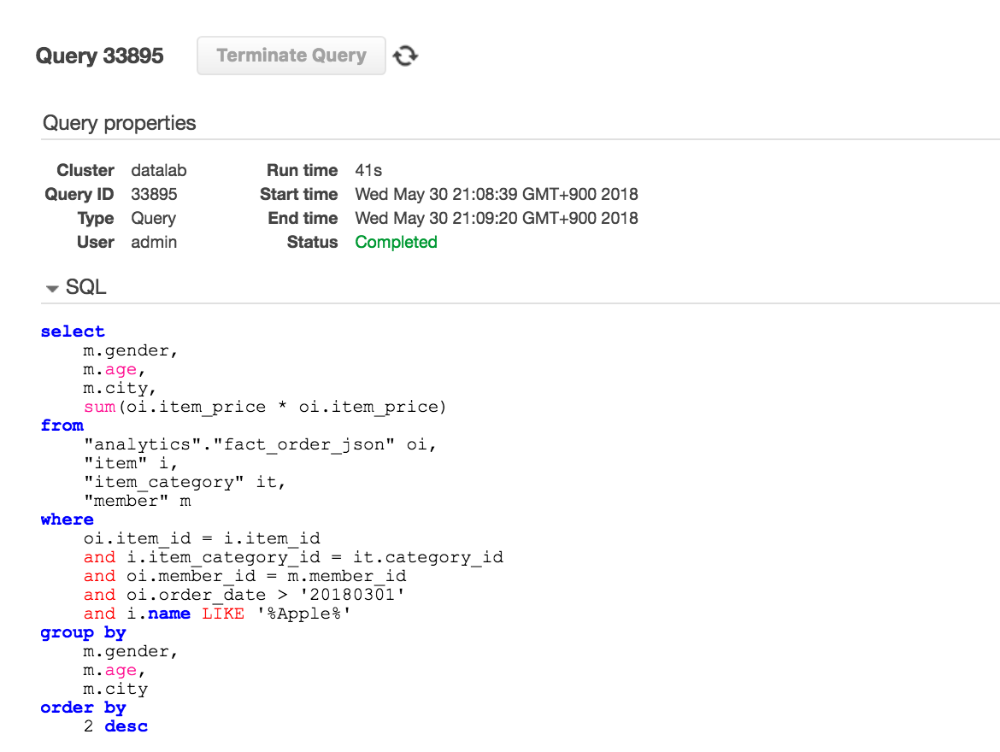 Query 33895 Terminate Query
Query properties
Cluster datalab Run time 41s
Query ID 33895 Start time Wed May 30 21:08:39 GMT+900 2018
Type Query End time Wed May 30 21:09:20 GMT+900 2018
User admin Status Completed
SQL
select
m.gender,
m.age,
m.city,
sum(oi.item_price * oi.item_price)
from
"analytics"."fact_order_json" oi,
"item" i,
"item_category" it,
"member" m
where
oi.item_id = i.item_id
and i.item_category_id = it.category_id
and oi.member_id = m.member_id
and oi.order_date > '20180301'
and i.name LIKE '%Apple%'
group by
m.gender,
m.age,
m.city
order by
2 desc